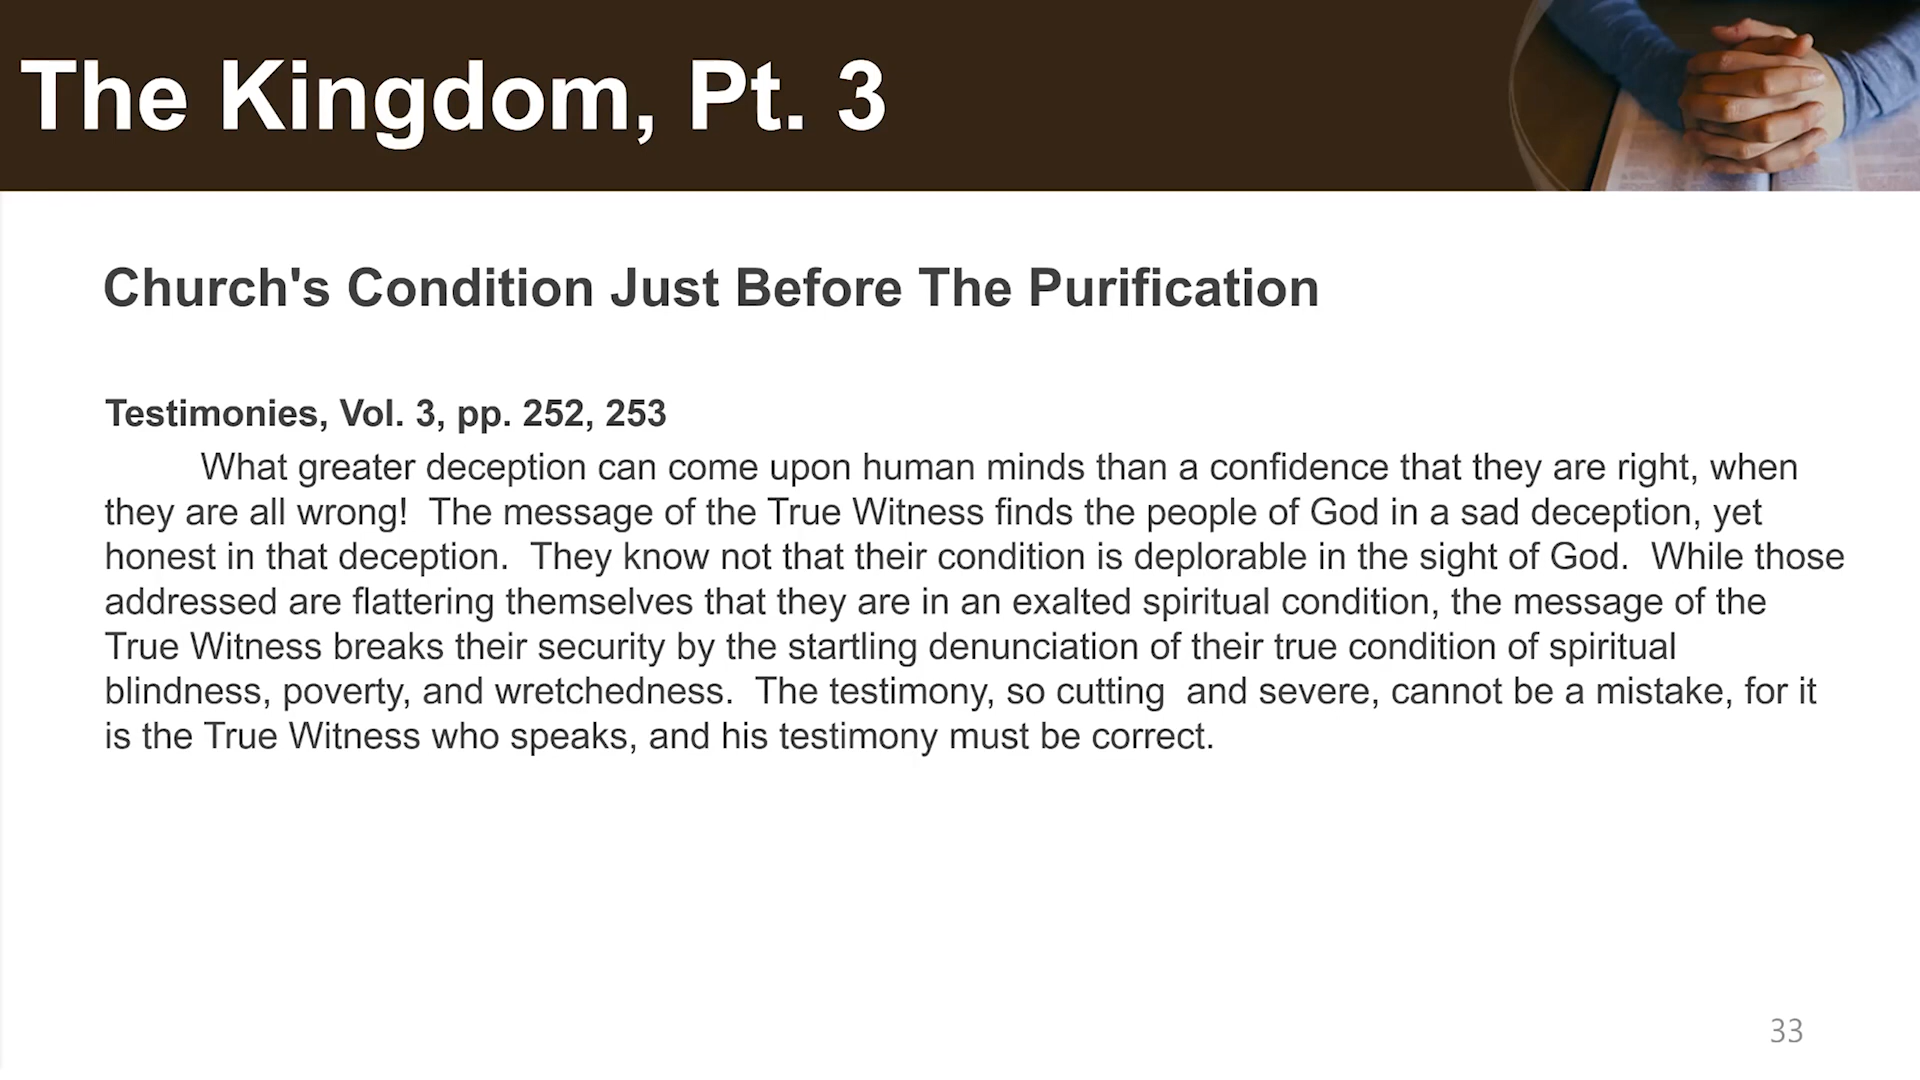 The Kingdom, Pt. 3
Church's Condition Just Before The Purification
Testimonies, Vol. 3, pp. 252, 253
What greater deception can come upon human minds than a confidence that they are right, when
they are all wrong!  The message of the True Witness finds the people of God in a sad deception, yet
honest in that deception.  They know not that their condition is deplorable in the sight of God.  While those
addressed are flattering themselves that they are in an exalted spiritual condition, the message of the
True Witness breaks their security by the startling denunciation of their true condition of spiritual
blindness, poverty, and wretchedness.  The testimony, so cutting  and severe, cannot be a mistake, for it
is the True Witness who speaks, and his testimony must be correct.
33